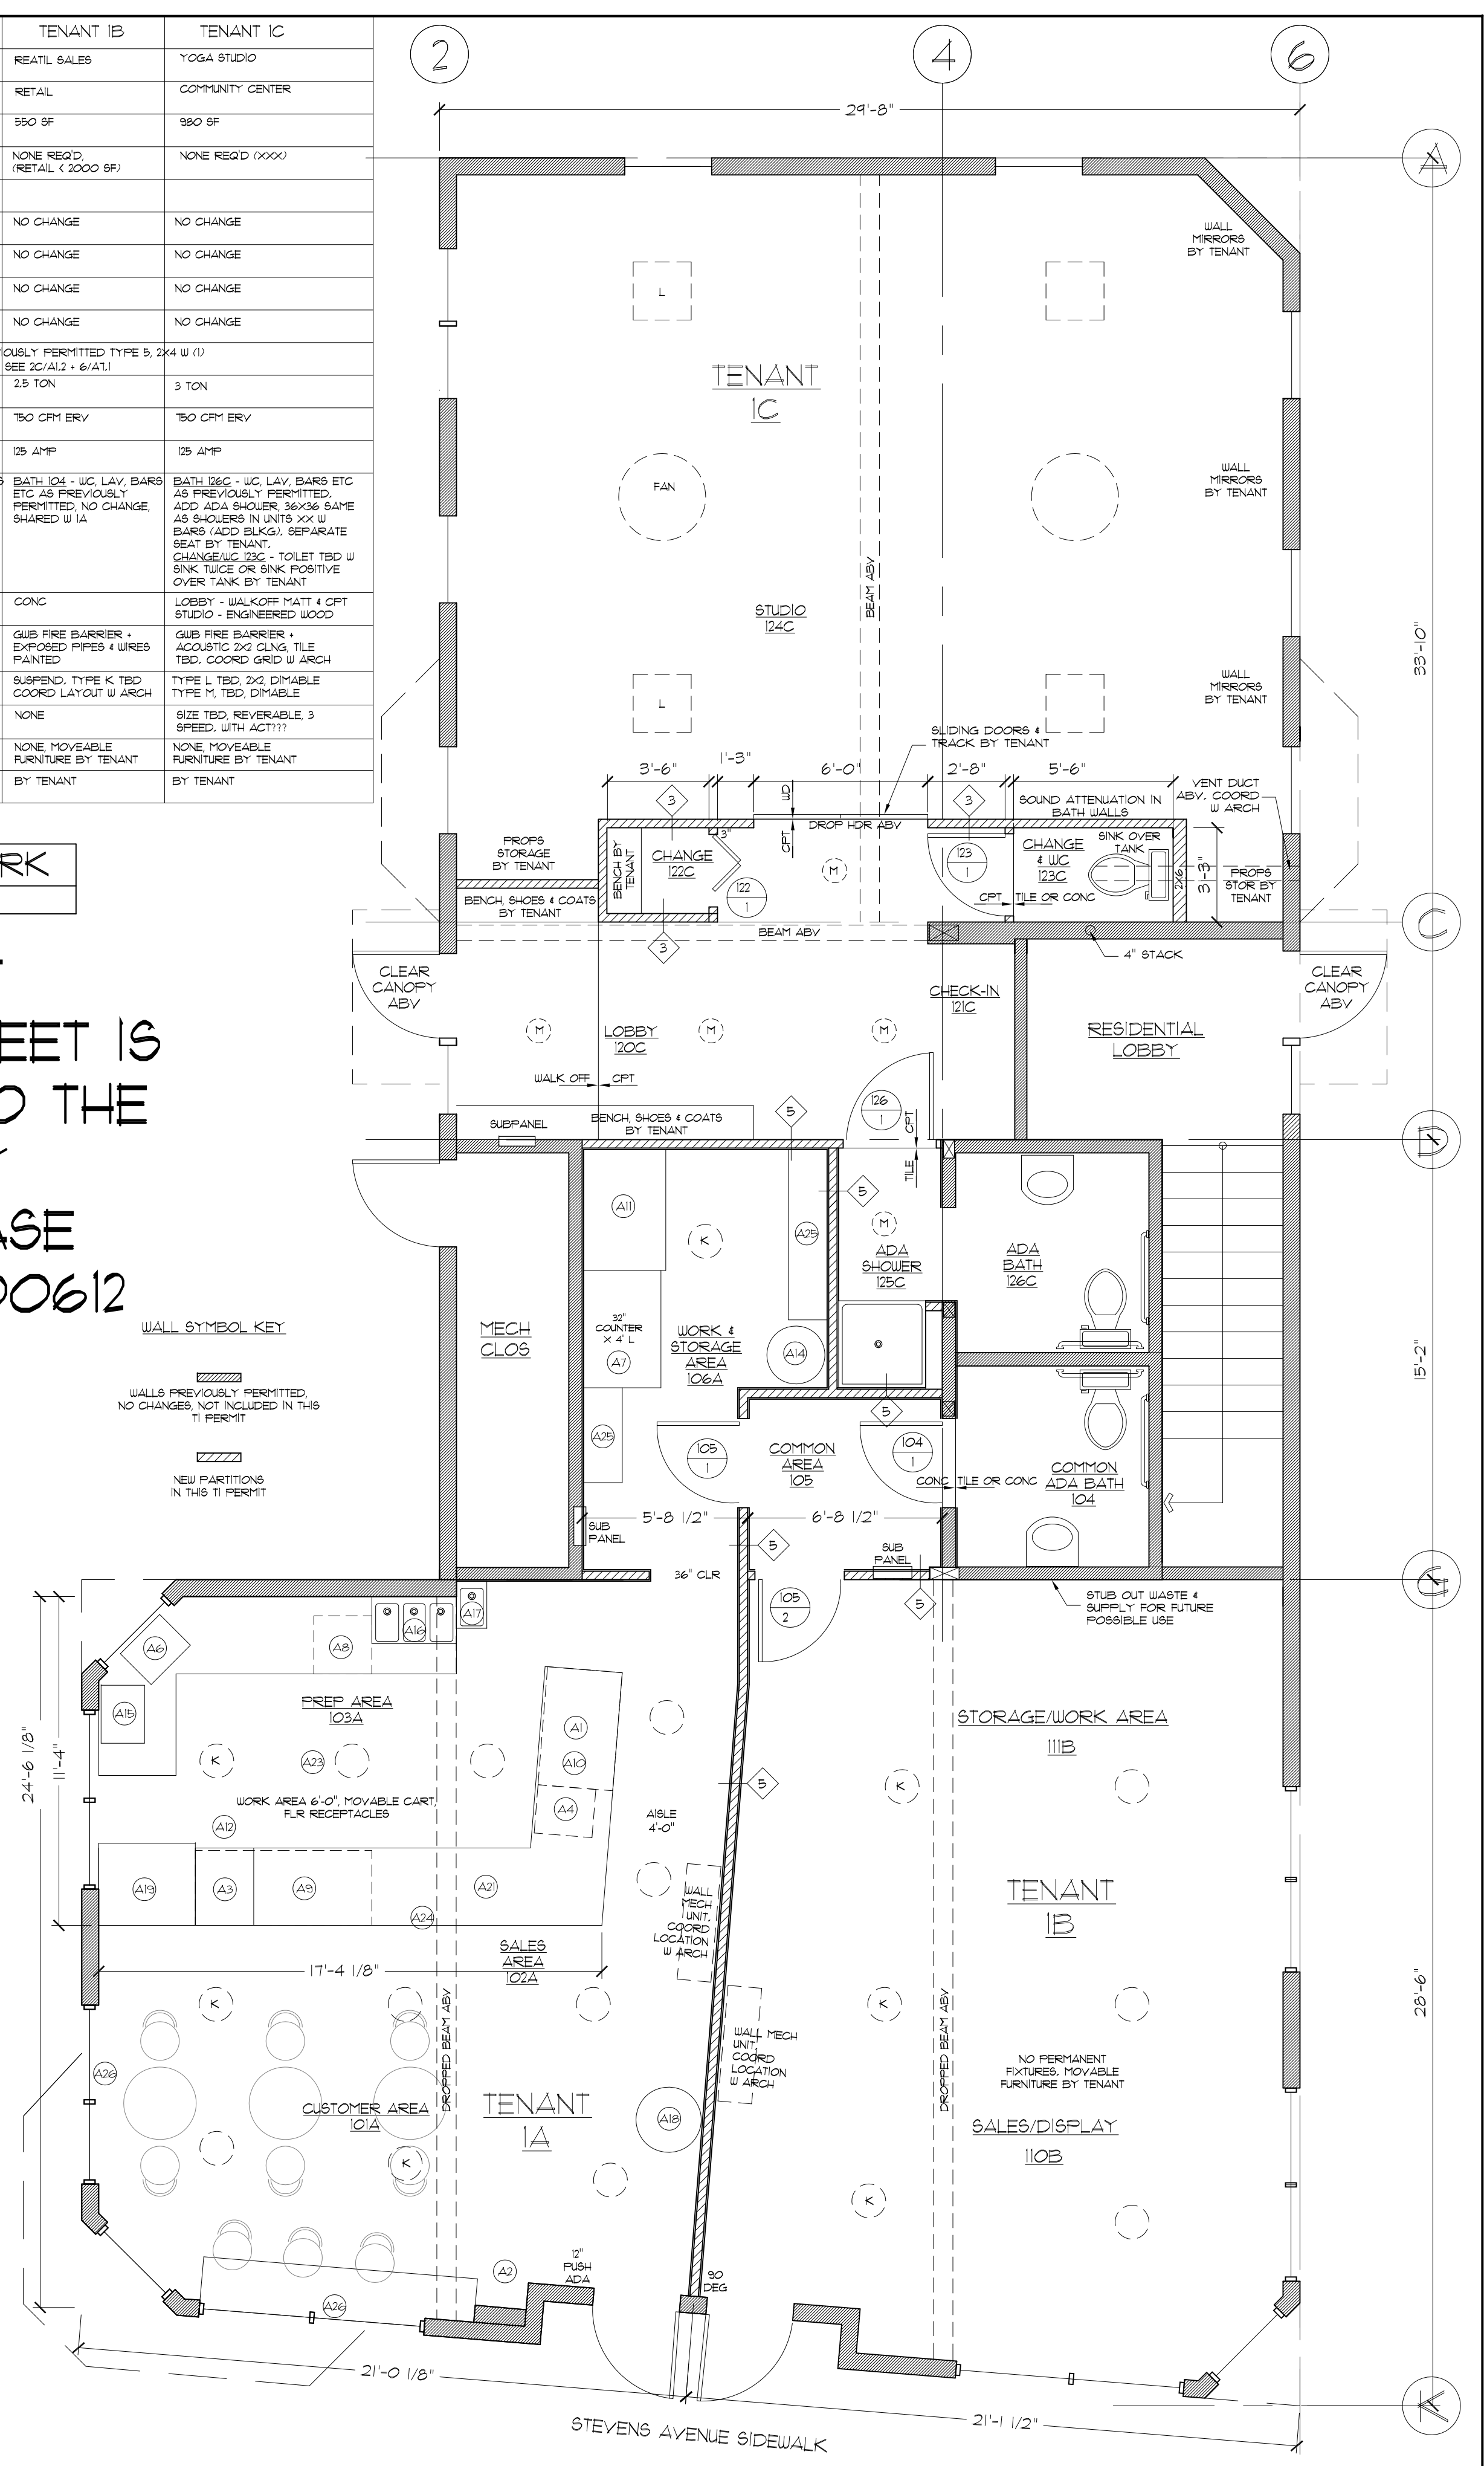 TENANT 1B
TENANT 1C
REATIL SALES
YOGA STUDIO
RETAIL
COMMUNITY CENTER
550 SF
980 SF
NONE REQ'D,
(RETAIL < 2000 SF)
NONE REQ'D (XXX)
NO CHANGE
NO CHANGE
NO CHANGE
NO CHANGE
NO CHANGE
NO CHANGE
NO CHANGE
NO CHANGE
OUSLY PERMITTED TYPE 5, 2X4 W (1)
SEE 2C/A1.2 + 6/A7.1
2.5 TON
3 TON
750 CFM ERV
750 CFM ERV
125 AMP
125 AMP
BATH 104 - WC, LAV, BARS
ETC AS PREVIOUSLY
PERMITTED, NO CHANGE,
SHARED W 1A
BATH 126C - WC, LAV, BARS ETC
AS PREVIOUSLY PERMITTED.
ADD ADA SHOWER, 36X36 SAME
AS SHOWERS IN UNITS XX W
BARS (ADD BLKG), SEPARATE
SEAT BY TENANT.
CHANGE/WC 123C - TOILET TBD W
SINK TWICE OR SINK POSITIVE
OVER TANK BY TENANT
CONC
LOBBY - WALKOFF MATT & CPT
STUDIO - ENGINEERED WOOD
GWB FIRE BARRIER +
EXPOSED PIPES & WIRES
PAINTED
GWB FIRE BARRIER +
ACOUSTIC 2X2 CLNG, TILE
TBD, COORD GRID W ARCH
SUSPEND, TYPE K TBD
COORD LAYOUT W ARCH
TYPE L TBD, 2X2, DIMABLE
TYPE M, TBD, DIMABLE
NONE
SIZE TBD, REVERABLE, 3
SPEED, WITH ACT???
NONE, MOVEABLE
FURNITURE BY TENANT
NONE, MOVEABLE
FURNITURE BY TENANT
BY TENANT
BY TENANT
RK
EET IS
O THE
ASE
00612
WALL SYMBOL KEY
WALLS PREVIOUSLY PERMITTED,
NO CHANGES, NOT INCLUDED IN THIS
TI PERMIT
NEW PARTITIONS
IN THIS TI PERMIT
2
4
6
29'-8"
A
WALL
MIRRORS
BY TENANT
L
TENANT
1C
FAN
WALL
MIRRORS
BY TENANT
BEAM ABV
STUDIO
124C
33'-10"
WALL
MIRRORS
BY TENANT
L
SLIDING DOORS &
TRACK BY TENANT
3'-6"
1'-3"
6'-0"
2'-8"
5'-6"
VENT DUCT
ABV, COORD
W ARCH
3
WD
3
SOUND ATTENUATION IN
BATH WALLS
DROP HDR ABV
CPT
3"
PROPS
STORAGE
BY TENANT
BENCH BY
TENANT
CHANGE
122C
M
123
1
CHANGE
& WC
123C
SINK OVER
TANK
2X6
3'-3"
PROPS
STOR BY
TENANT
122
1
CPT
TILE OR CONC
BENCH, SHOES & COATS
BY TENANT
BEAM ABV
3
C
4" STACK
CLEAR
CANOPY
ABV
CLEAR
CANOPY
ABV
CHECK-IN
121C
M
LOBBY
120C
M
M
RESIDENTIAL
LOBBY
WALK OFF
CPT
126
1
CPT
SUBPANEL
BENCH, SHOES & COATS
BY TENANT
5
D
TILE
A11
5
K
A25
M
ADA
SHOWER
125C
ADA
BATH
126C
MECH
CLOS
32"
COUNTER
X 4' L
A7
WORK &
STORAGE
AREA
106A
A14
15'-2"
5
A25
105
1
COMMON
AREA
105
104
1
CONC
TILE OR CONC
COMMON
ADA BATH
104
5'-8 1/2"
6'-8 1/2"
SUB
PANEL
5
SUB
PANEL
36" CLR
G
105
2
5
STUB OUT WASTE &
SUPPLY FOR FUTURE
POSSIBLE USE
A6
A8
A16
A17
A15
PREP AREA
103A
A1
24'-6 1/8"
11'-4"
K
A23
A10
WORK AREA 6'-0", MOVABLE CART,
FLR RECEPTACLES
A4
AISLE
4'-0"
5
STORAGE/WORK AREA
111B
K
A12
A19
A3
A9
A21
A24
WALL
MECH
UNIT,
COORD
LOCATION
W ARCH
TENANT
1B
SALES
AREA
102A
17'-4 1/8"
K
DROPPED BEAM ABV
K
DROPPED BEAM ABV
28'-6"
WALL MECH
UNIT,
COORD
LOCATION
W ARCH
NO PERMANENT
FIXTURES, MOVABLE
FURNITURE BY TENANT
A26
CUSTOMER AREA
101A
TENANT
1A
A18
SALES/DISPLAY
110B
K
K
A2
12"
PUSH
ADA
90
DEG
A26
21'-0 1/8"
21'-1 1/2"
K
STEVENS AVENUE SIDEWALK